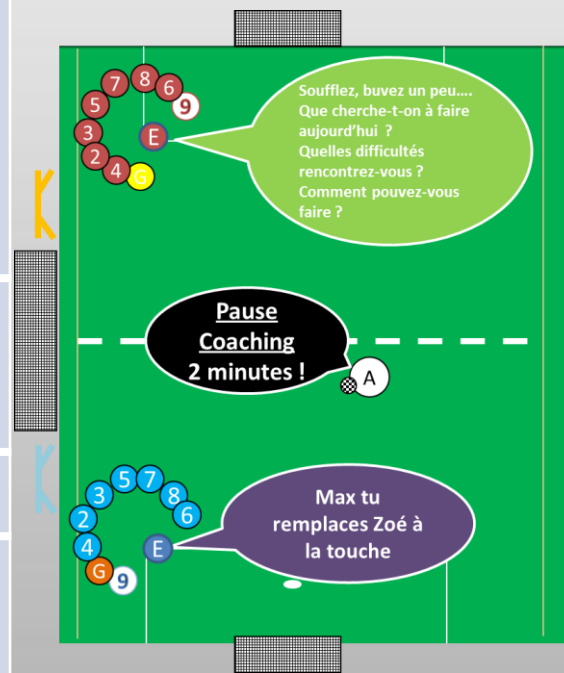 7
8
6
5
9
3
E
2
4
G
Soufflez, buvez un peu....
Que cherche-t-on à faire
aujourd'hui ?
Quelles difficultés
rencontrez-vous ?
Comment pouvez-vous
faire ?
Pause
Coaching
2 minutes !
A
5
7
3
8
2
6
4
E
G
9
Max tu
remplaces Zoé à
la touche